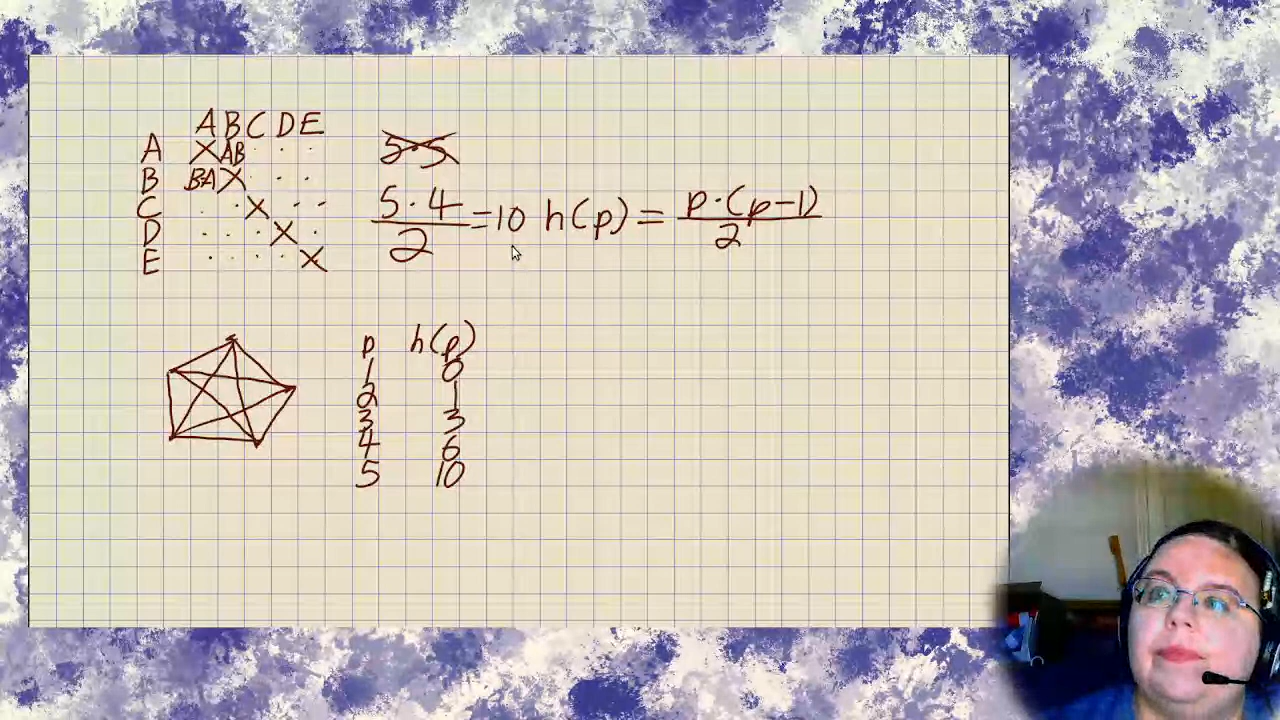 A B C D E
A X AB · · ·
B BA X · · ·
C · · X · ·
D · · · X ·
E · · · · X
5·5
5·4/2=10 h(p)=p·(p-1)/2
p h(p)
1 0
2 1
3 3
4 6
5 10